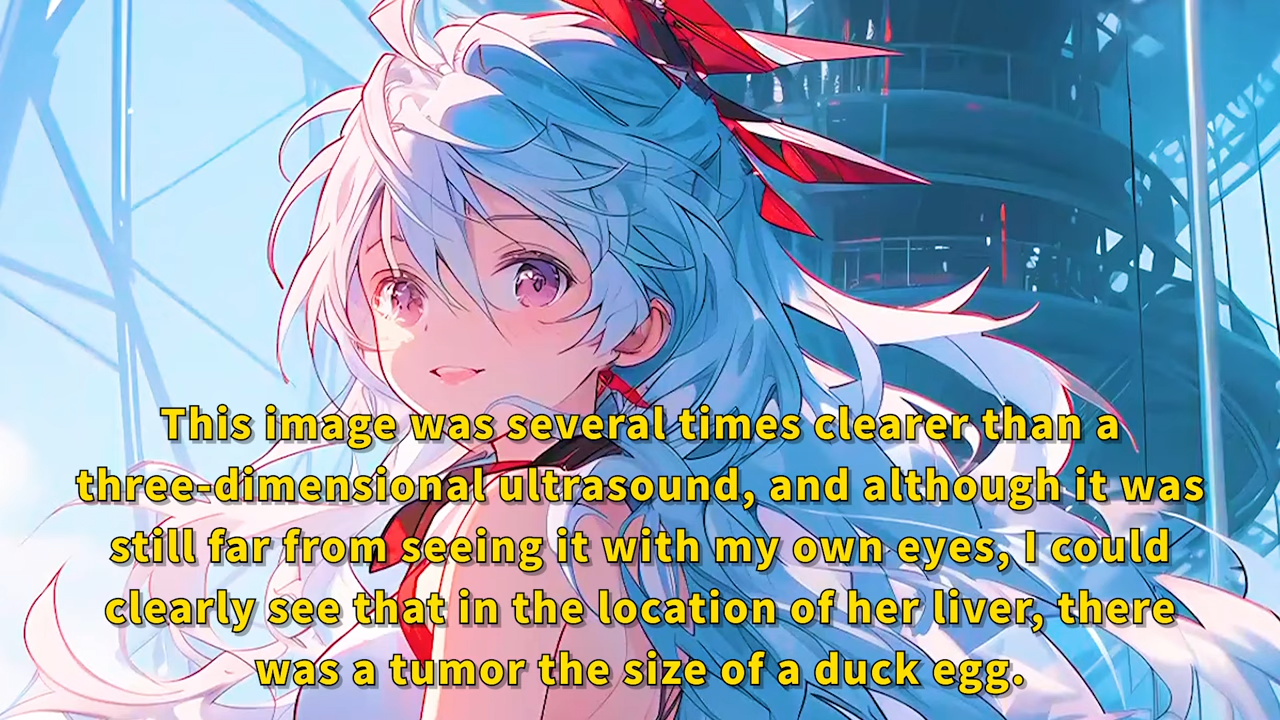 This image was several times clearer than a
three-dimensional ultrasound, and although it was
still far from seeing it with my own eyes, I could
clearly see that in the location of her liver, there
was a tumor the size of a duck egg.